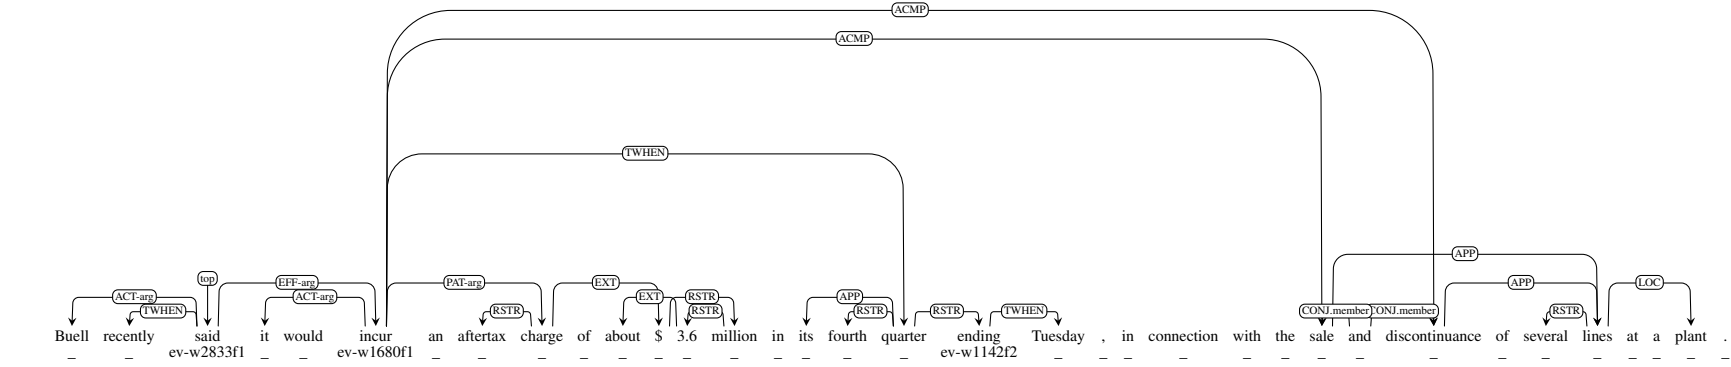 ACMP
ACMP
TWHEN
APP
top EFF-arg PAT-arg EXT APP LOC
ACT-arg ACT-arg EXT RSTR APP
TWHEN RSTR RSTR RSTR RSTR TWHEN CONJ.member CONJ.member RSTR
Buell recently said it would incur an aftertax charge of about $ 3.6 million in its fourth quarter ending Tuesday , in connection with the sale and discontinuance of several lines at a plant .
_ _ ev-w2833f1 _ _ ev-w1680f1 _ _ _ _ _ _ _ _ _ _ _ _ ev-w1142f2 _ _ _ _ _ _ _ _ _ _ _ _ _ _ _ _